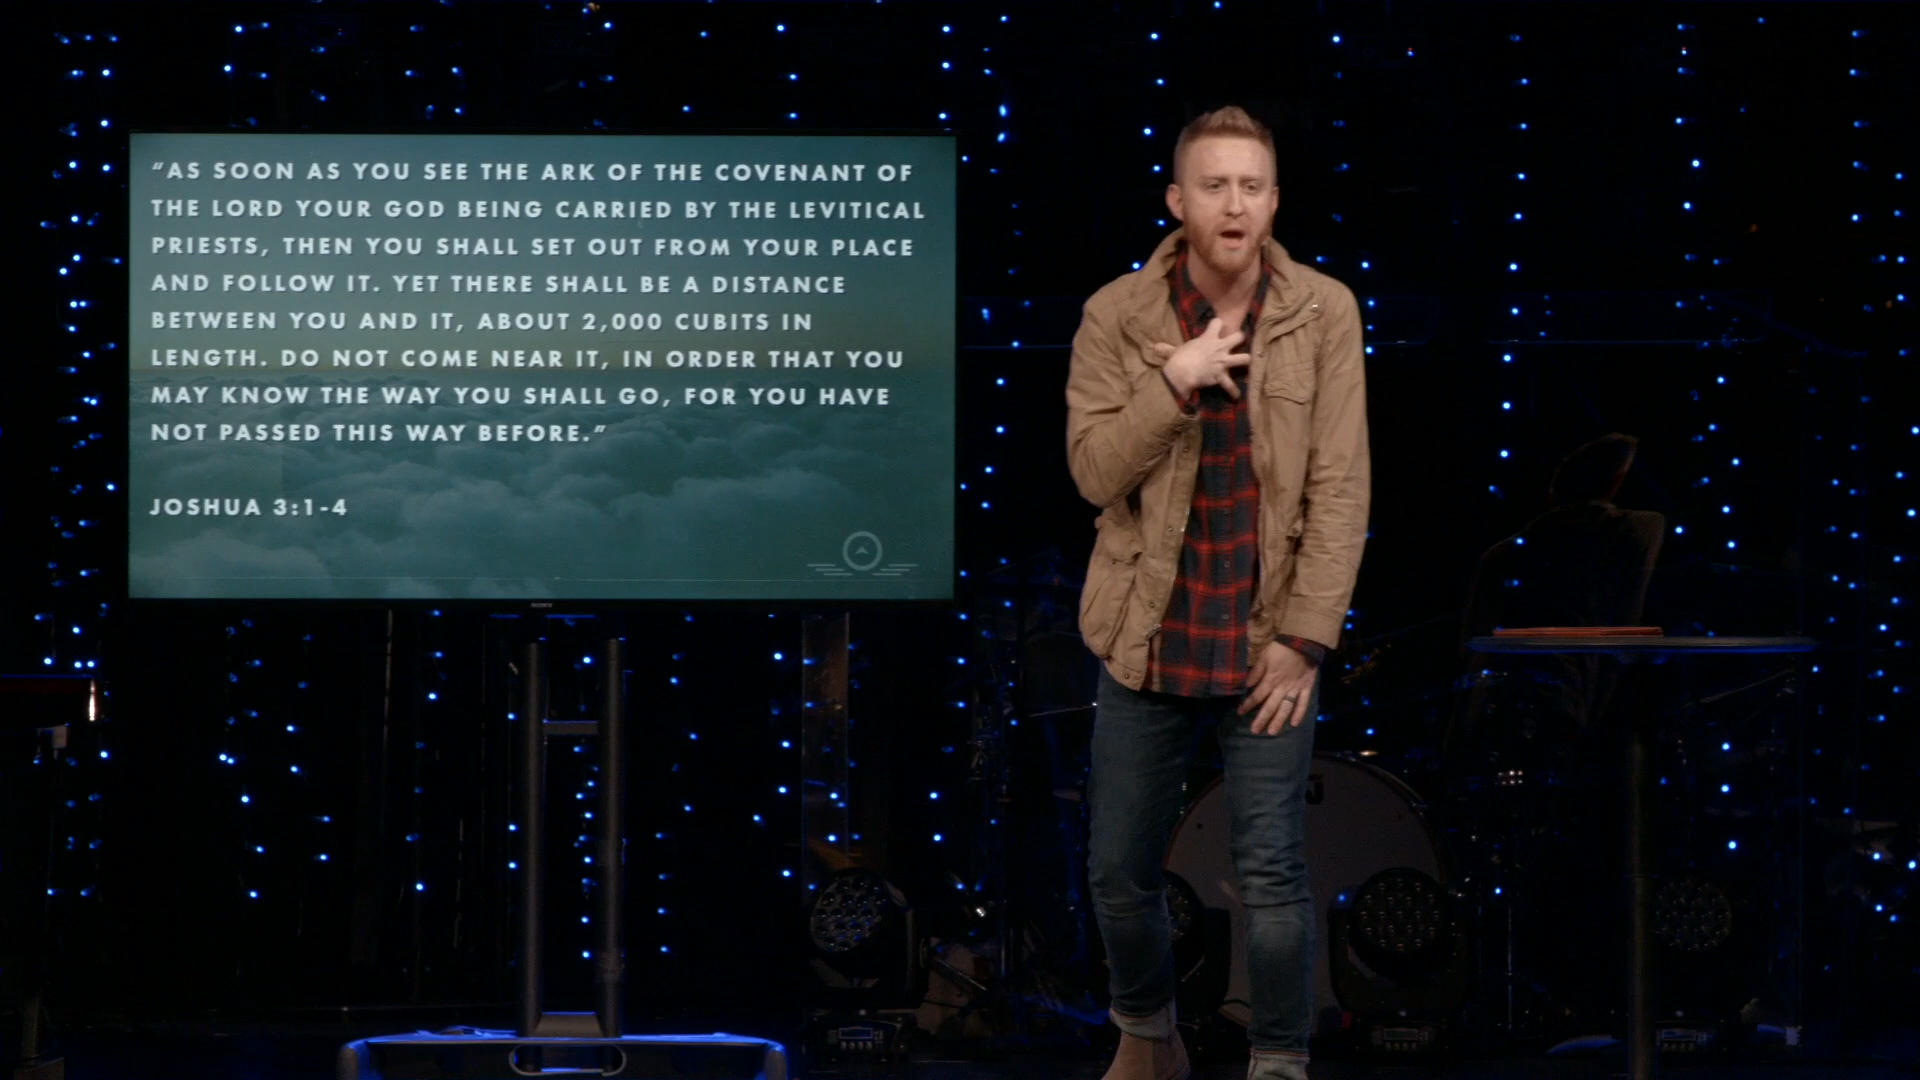 “AS SOON AS YOU SEE THE ARK OF THE COVENANT OF
THE LORD YOUR GOD BEING CARRIED BY THE LEVITICAL
PRIESTS, THEN YOU SHALL SET OUT FROM YOUR PLACE
AND FOLLOW IT. YET THERE SHALL BE A DISTANCE
BETWEEN YOU AND IT, ABOUT 2,000 CUBITS IN
LENGTH. DO NOT COME NEAR IT, IN ORDER THAT YOU
MAY KNOW THE WAY YOU SHALL GO, FOR YOU HAVE
NOT PASSED THIS WAY BEFORE.”
JOSHUA 3:1-4
SONY